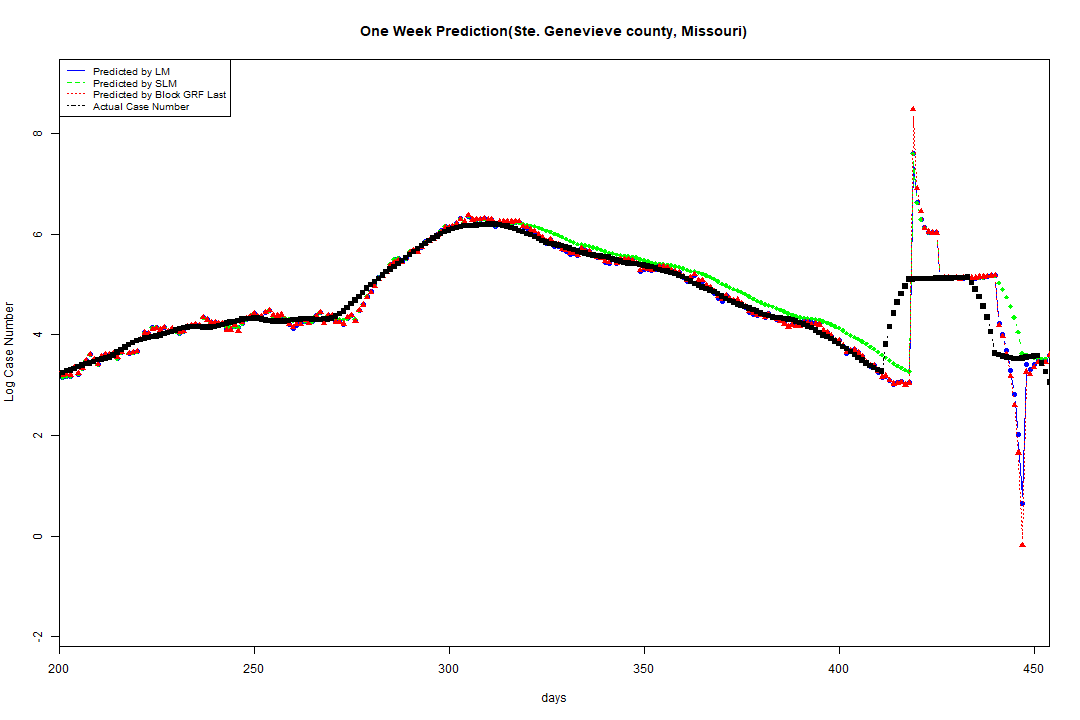 One Week Prediction(Ste. Genevieve county, Missouri)
Predicted by LM
Predicted by SLM
Predicted by Block GRF Last
Actual Case Number
8
6
4
2
0
-2
Log Case Number
200 250 300 350 400 450
days